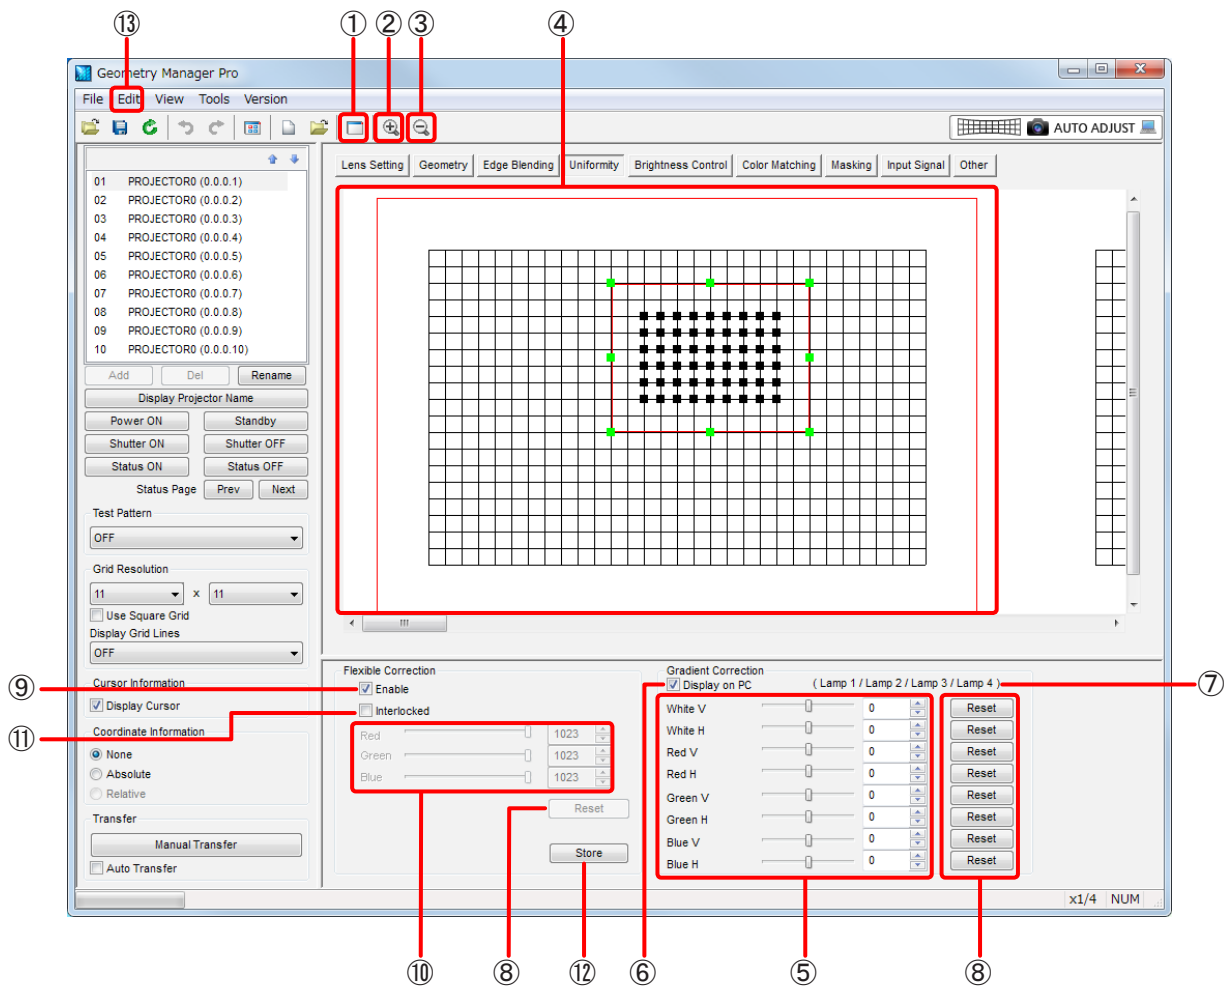 ⑬ ① ② ③ ④
Geometry Manager Pro
File Edit View Tools Version
AUTO ADJUST
Lens Setting Geometry Edge Blending Uniformity Brightness Control Color Matching Masking Input Signal Other
01 PROJECTOR0 (0.0.0.1)
02 PROJECTOR0 (0.0.0.2)
03 PROJECTOR0 (0.0.0.3)
04 PROJECTOR0 (0.0.0.4)
05 PROJECTOR0 (0.0.0.5)
06 PROJECTOR0 (0.0.0.6)
07 PROJECTOR0 (0.0.0.7)
08 PROJECTOR0 (0.0.0.8)
09 PROJECTOR0 (0.0.0.9)
10 PROJECTOR0 (0.0.0.10)
Add Del Rename
Display Projector Name
Power ON Standby
Shutter ON Shutter OFF
Status ON Status OFF
Status Page Prev Next
Test Pattern
OFF
Grid Resolution
11 x 11
Use Square Grid
Display Grid Lines
OFF
Cursor Information
Display Cursor
Coordinate Information
None
Absolute
Relative
Transfer
Manual Transfer
Auto Transfer
⑨
⑪
Flexible Correction
Enable
Interlocked
Red 1023
Green 1023
Blue 1023
Reset
Store
Gradient Correction
Display on PC ( Lamp 1 / Lamp 2 / Lamp 3 / Lamp 4 )
⑦
White V 0 Reset
White H 0 Reset
Red V 0 Reset
Red H 0 Reset
Green V 0 Reset
Green H 0 Reset
Blue V 0 Reset
Blue H 0 Reset
x1/4 NUM
⑩ ⑧ ⑫ ⑥ ⑤ ⑧